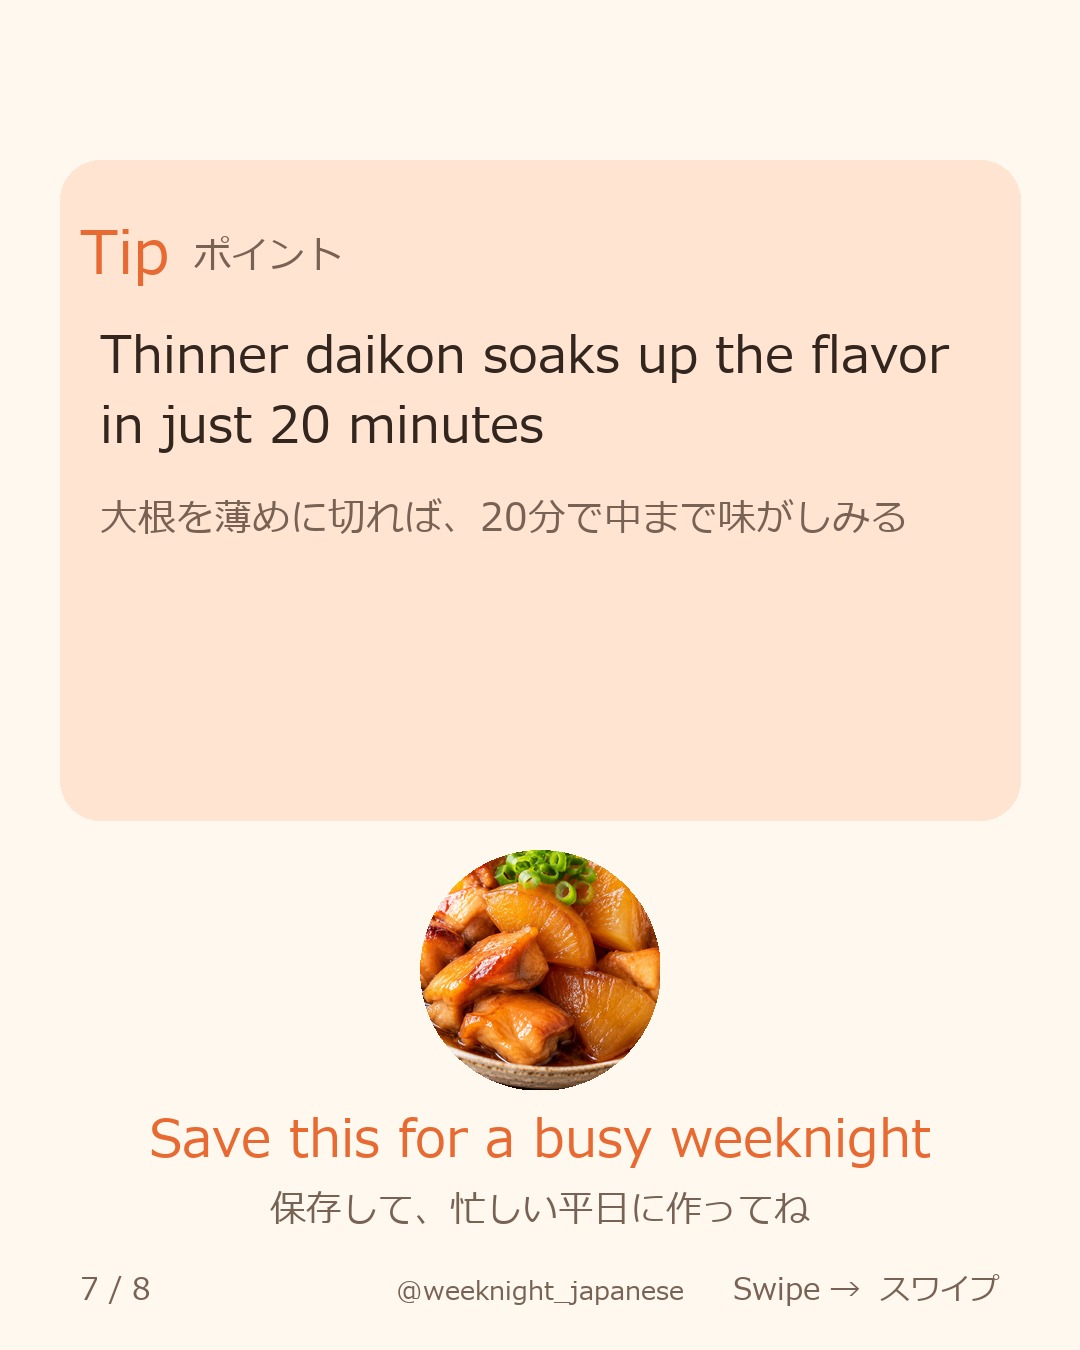 Tip ポイント
Thinner daikon soaks up the flavor
in just 20 minutes
大根を薄めに切れば、20分で中まで味がしみる
Save this for a busy weeknight
保存して、忙しい平日に作ってね
7 / 8 @weeknight_japanese Swipe → スワイプ